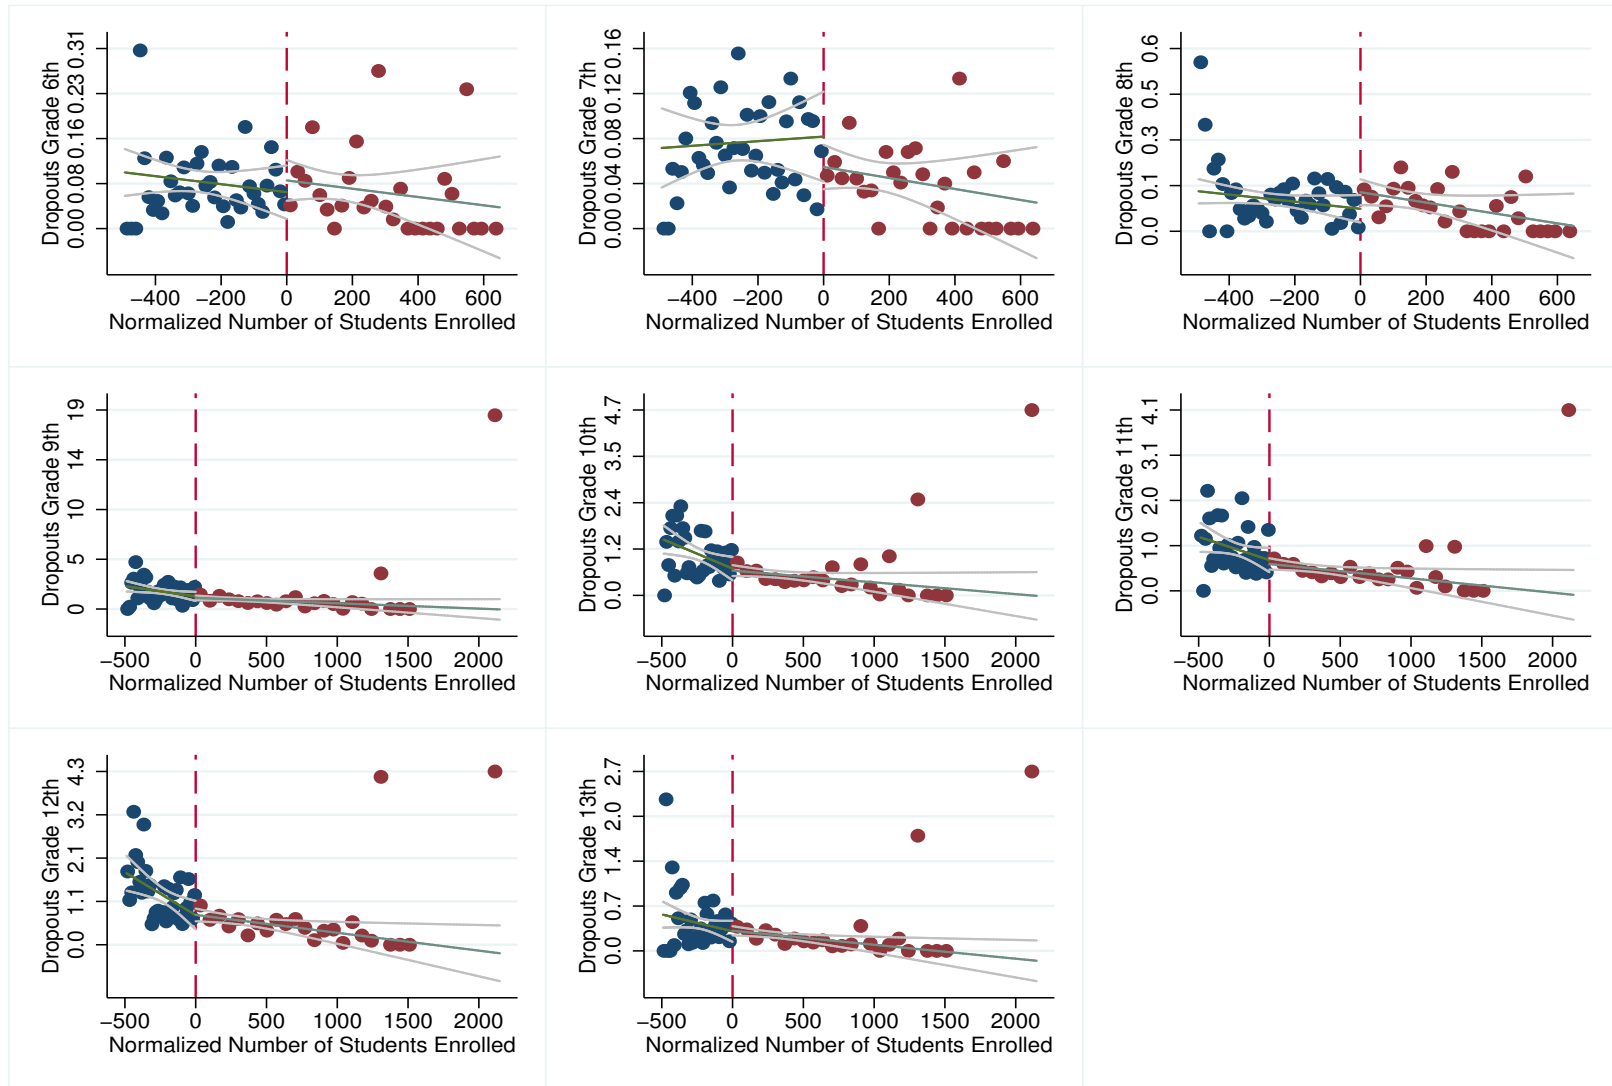 Dropouts Grade 6th
0.00 0.08 0.16 0.23 0.31
−400 −200 0 200 400 600
Normalized Number of Students Enrolled
Dropouts Grade 7th
0.00 0.04 0.08 0.12 0.16
−400 −200 0 200 400 600
Normalized Number of Students Enrolled
Dropouts Grade 8th
0.0 0.1 0.3 0.5 0.6
−400 −200 0 200 400 600
Normalized Number of Students Enrolled
Dropouts Grade 9th
0 5 10 14 19
−500 0 500 1000 1500 2000
Normalized Number of Students Enrolled
Dropouts Grade 10th
0.0 1.2 2.4 3.5 4.7
−500 0 500 1000 1500 2000
Normalized Number of Students Enrolled
Dropouts Grade 11th
0.0 1.0 2.0 3.1 4.1
−500 0 500 1000 1500 2000
Normalized Number of Students Enrolled
Dropouts Grade 12th
0.0 1.1 2.1 3.2 4.3
−500 0 500 1000 1500 2000
Normalized Number of Students Enrolled
Dropouts Grade 13th
0.0 0.7 1.4 2.0 2.7
−500 0 500 1000 1500 2000
Normalized Number of Students Enrolled